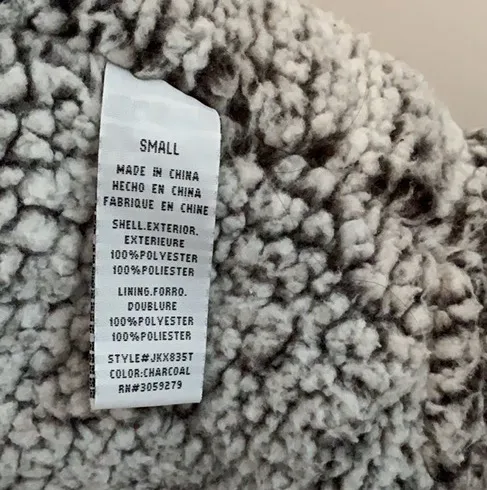 SMALL
MADE IN CHINA
HECHO EN CHINA
FABRIQUE EN CHINE
SHELL.EXTERIOR.
EXTERIEURE
100%POLYESTER
100%POLIESTER
LINING.FORRO.
DOUBLURE
100%POLYESTER
100%POLIESTER
STYLE#JKX835T
COLOR:CHARCOAL
RN#3059279